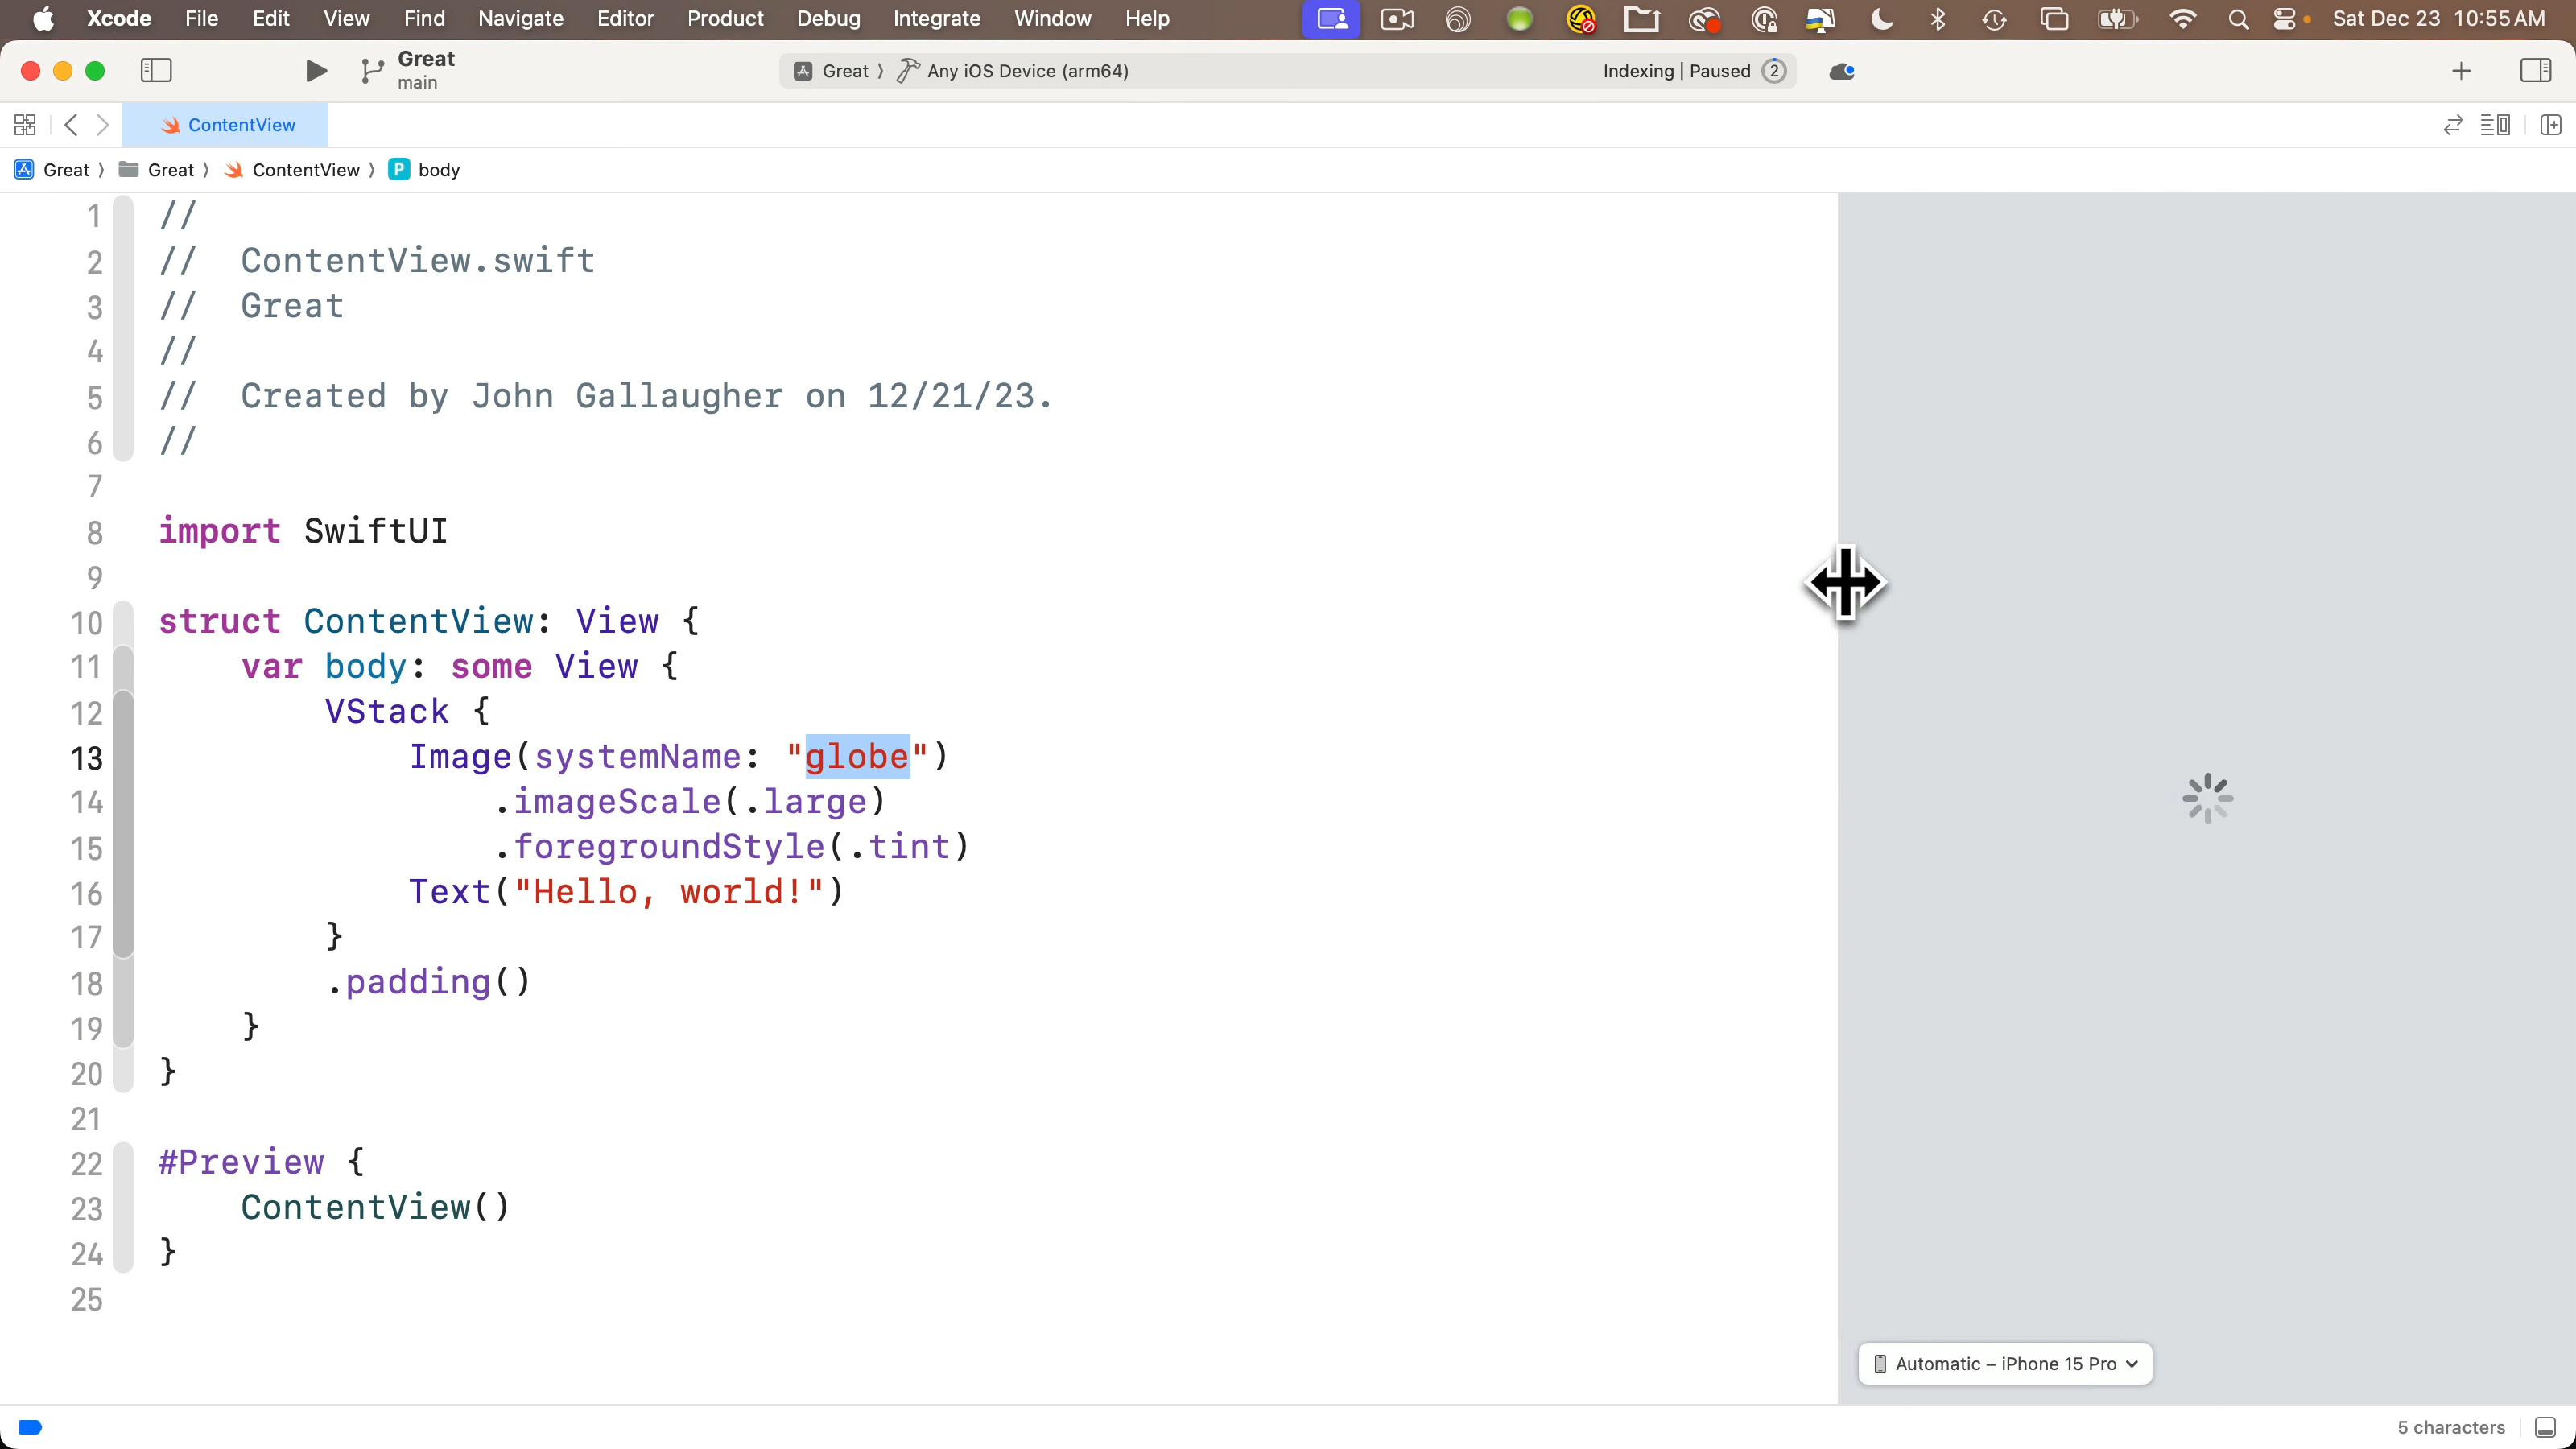 Xcode File Edit View Find Navigate Editor Product Debug Integrate Window Help Sat Dec 23 10:55 AM
Great
main
Great ⟩ Any iOS Device (arm64) Indexing | Paused 2
ContentView
Great ⟩ Great ⟩ ContentView ⟩ P body
1 //
2 //  ContentView.swift
3 //  Great
4 //
5 //  Created by John Gallaugher on 12/21/23.
6 //
7
8 import SwiftUI
9
10 struct ContentView: View {
11     var body: some View {
12         VStack {
13             Image(systemName: "globe")
14                 .imageScale(.large)
15                 .foregroundStyle(.tint)
16             Text("Hello, world!")
17         }
18         .padding()
19     }
20 }
21
22 #Preview {
23     ContentView()
24 }
25
Automatic – iPhone 15 Pro
5 characters